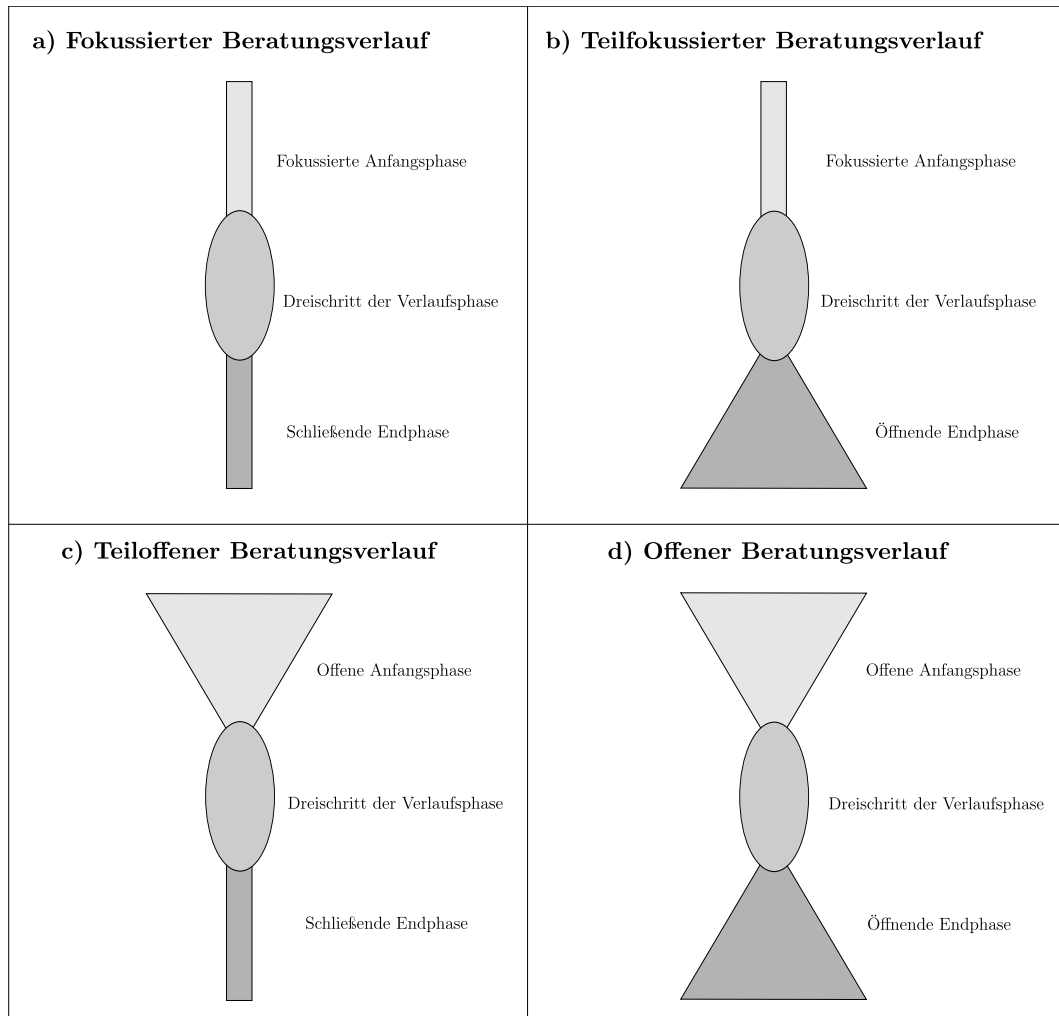 a) Fokussierter Beratungsverlauf
Fokussierte Anfangsphase
Dreischritt der Verlaufsphase
Schließende Endphase
b) Teilfokussierter Beratungsverlauf
Fokussierte Anfangsphase
Dreischritt der Verlaufsphase
Öffnende Endphase
c) Teiloffener Beratungsverlauf
Offene Anfangsphase
Dreischritt der Verlaufsphase
Schließende Endphase
d) Offener Beratungsverlauf
Offene Anfangsphase
Dreischritt der Verlaufsphase
Öffnende Endphase